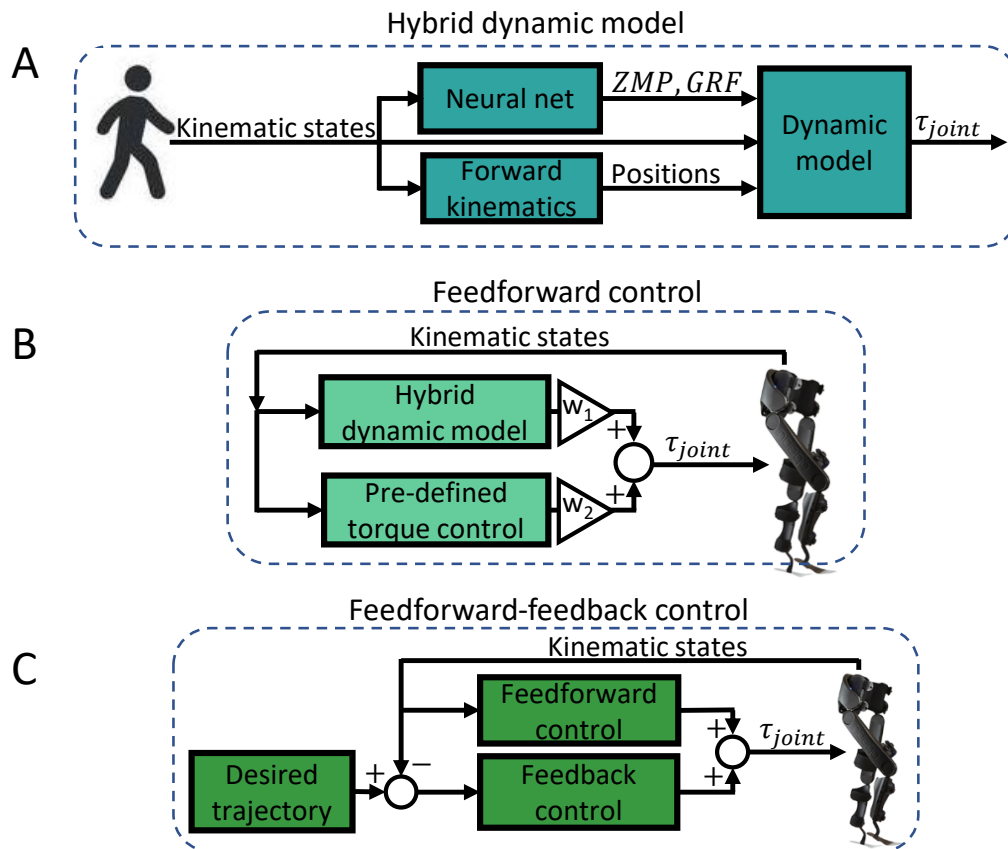 Hybrid dynamic model
A
Neural net
ZMP, GRF
Kinematic states
Dynamic
model
τ_joint
Forward
kinematics
Positions
Feedforward control
B
Kinematic states
Hybrid
dynamic model
w₁
+
τ_joint
Pre-defined
torque control
w₂
+
Feedforward-feedback control
C
Kinematic states
Feedforward
control
+
τ_joint
Desired
trajectory
+
−
Feedback
control
+